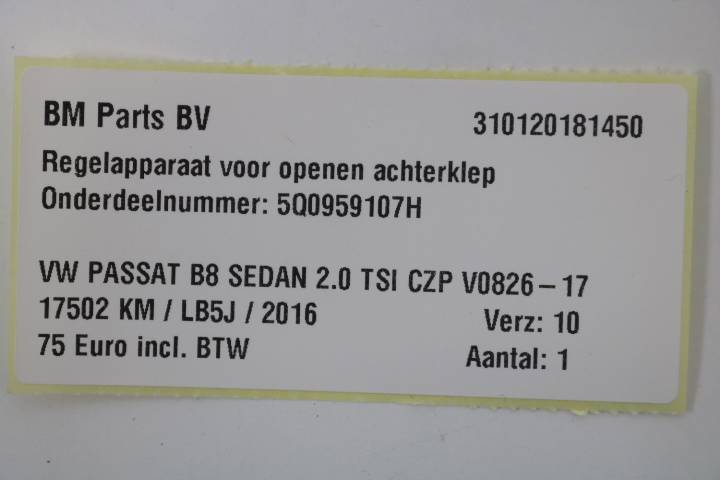 BM Parts BV 310120181450
Regelapparaat voor openen achterklep
Onderdeelnummer: 5Q0959107H
VW PASSAT B8 SEDAN 2.0 TSI CZP V0826-17
17502 KM / LB5J / 2016 Verz: 10
75 Euro incl. BTW Aantal: 1